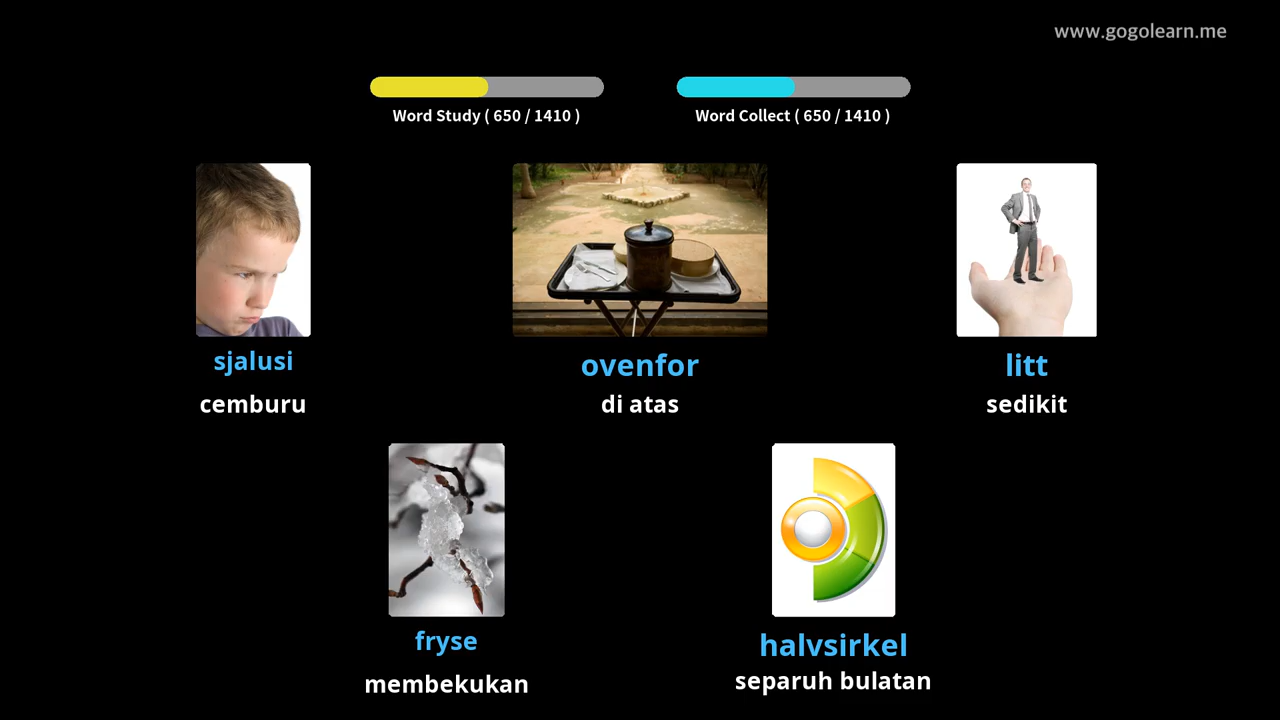 www.gogolearn.me
Word Study ( 650 / 1410 )
Word Collect ( 650 / 1410 )
sjalusi
cemburu
ovenfor
di atas
litt
sedikit
fryse
membekukan
halvsirkel
separuh bulatan